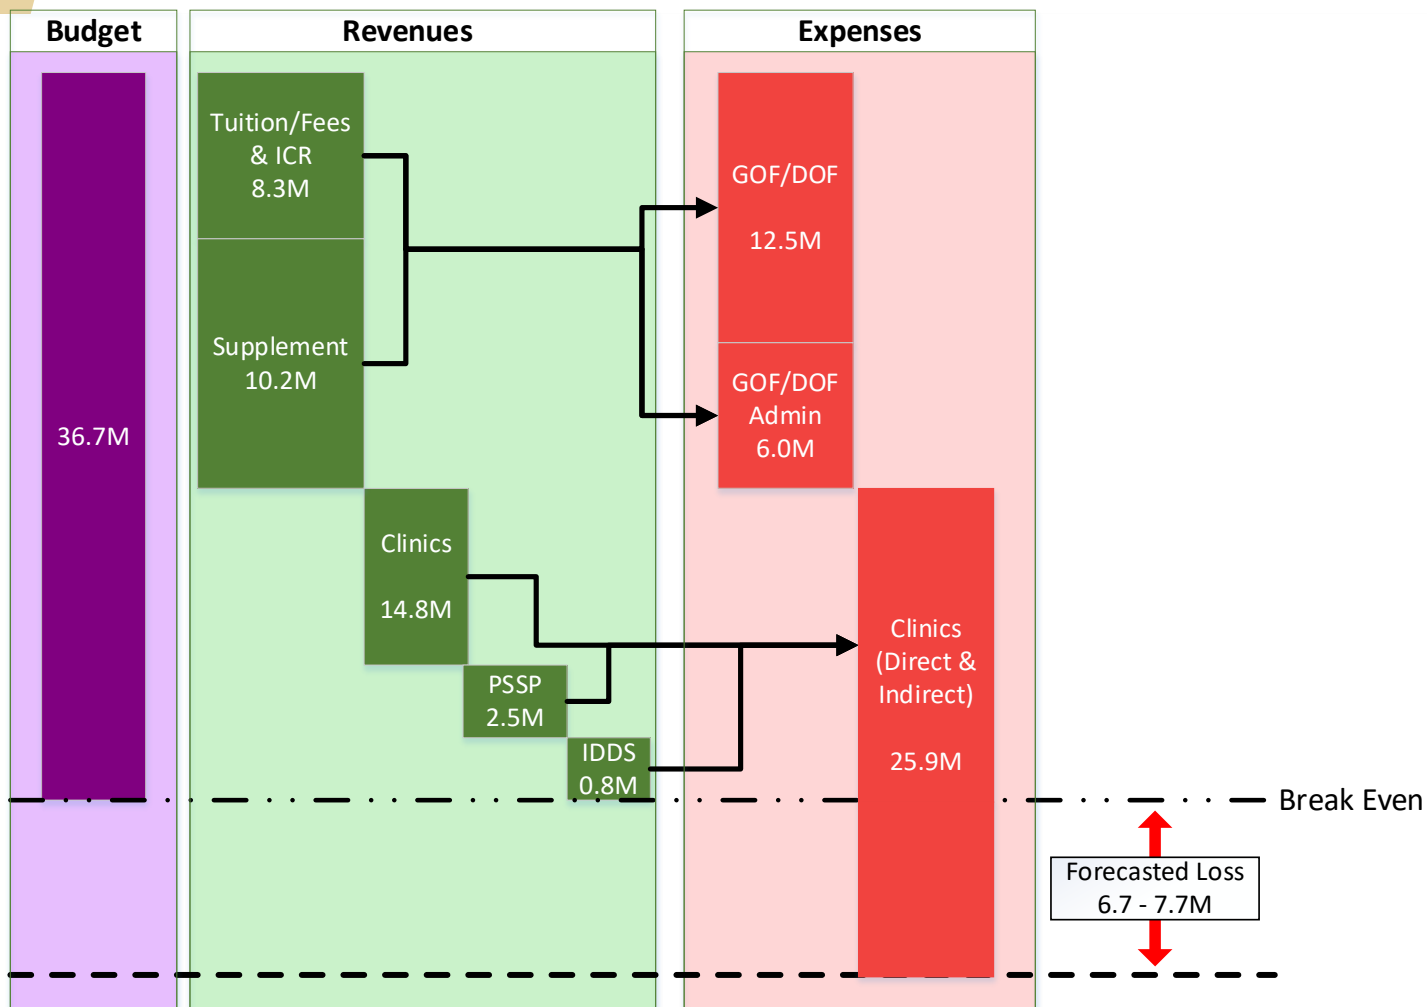 Budget
Revenues
Expenses
36.7M
Tuition/Fees
& ICR
8.3M
Supplement
10.2M
Clinics
14.8M
PSSP
2.5M
IDDS
0.8M
GOF/DOF
12.5M
GOF/DOF
Admin
6.0M
Clinics
(Direct &
Indirect)
25.9M
Break Even
Forecasted Loss
6.7 - 7.7M